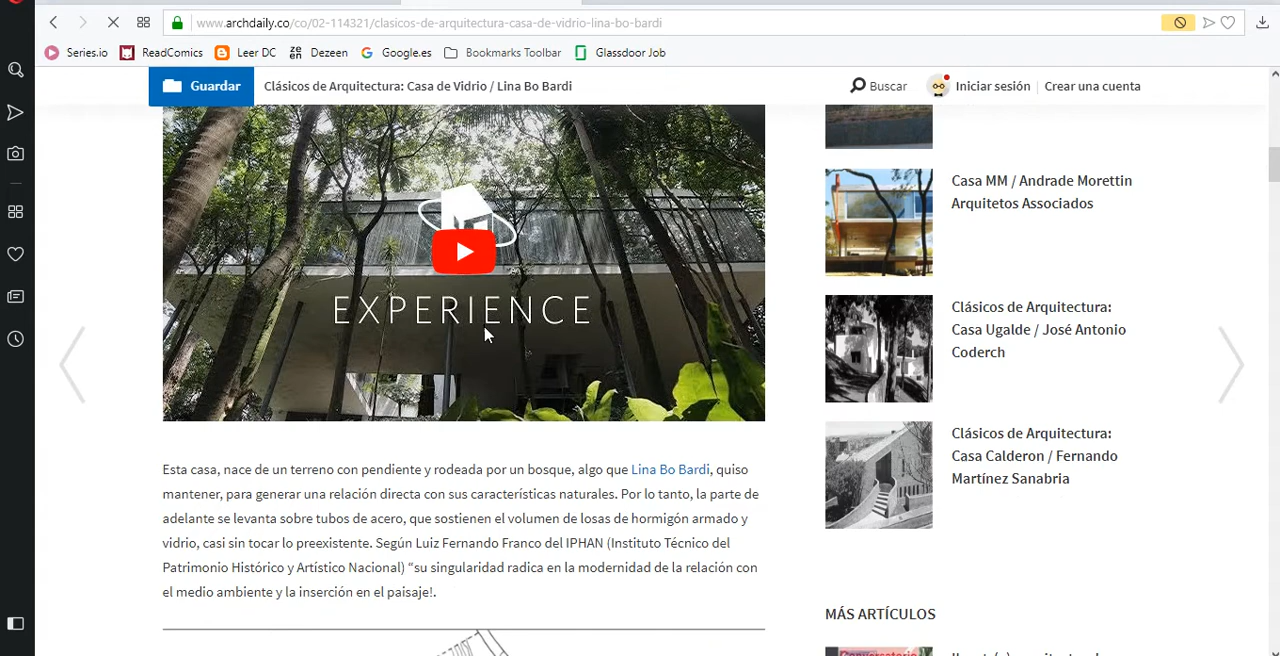 www.archdaily.co/co/02-114321/clasicos-de-arquitectura-casa-de-vidrio-lina-bo-bardi
Series.io
ReadComics
Leer DC
Dezeen
Google.es
Bookmarks Toolbar
Glassdoor Job
Guardar
Clásicos de Arquitectura: Casa de Vidrio / Lina Bo Bardi
Buscar
Iniciar sesión
Crear una cuenta
EXPERIENCE
Esta casa, nace de un terreno con pendiente y rodeada por un bosque, algo que Lina Bo Bardi, quiso
mantener, para generar una relación directa con sus características naturales. Por lo tanto, la parte de
adelante se levanta sobre tubos de acero, que sostienen el volumen de losas de hormigón armado y
vidrio, casi sin tocar lo preexistente. Según Luiz Fernando Franco del IPHAN (Instituto Técnico del
Patrimonio Histórico y Artístico Nacional) “su singularidad radica en la modernidad de la relación con
el medio ambiente y la inserción en el paisaje!.
Casa MM / Andrade Morettin
Arquitetos Associados
Clásicos de Arquitectura:
Casa Ugalde / José Antonio
Coderch
Clásicos de Arquitectura:
Casa Calderon / Fernando
Martínez Sanabria
MÁS ARTÍCULOS